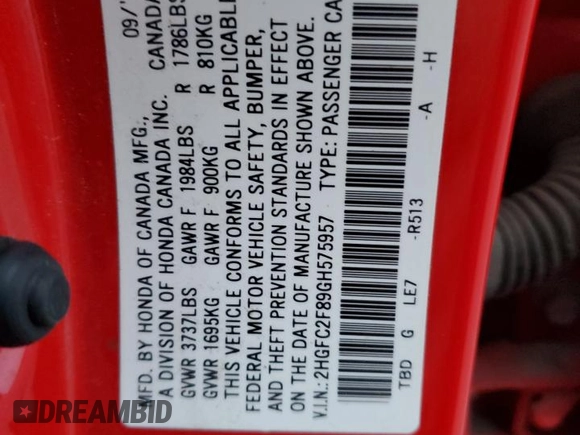 MFD. BY HONDA OF CANADA MFG., 09/
A DIVISION OF HONDA CANADA INC. CANADA
GVWR 3737LBS GAWR F 1984LBS R 1786LBS
GVWR 1695KG GAWR F 900KG R 810KG
THIS VEHICLE CONFORMS TO ALL APPLICABLE
FEDERAL MOTOR VEHICLE SAFETY, BUMPER,
AND THEFT PREVENTION STANDARDS IN EFFECT
ON THE DATE OF MANUFACTURE SHOWN ABOVE.
V.I.N.: 2HGFC2F89GH575957 TYPE: PASSENGER CA
TBD G LE7 -R513 -A -H
DREAMBID